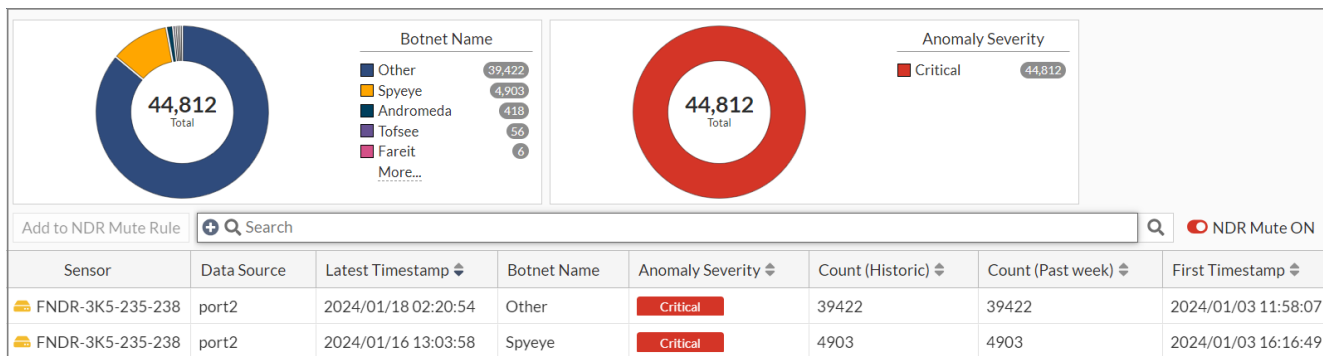 Botnet Name
Other 39,422
Spyeye 4,903
Andromeda 418
Tofsee 56
Fareit 6
More...
44,812
Total
Anomaly Severity
Critical 44,812
44,812
Total
Add to NDR Mute Rule Search NDR Mute ON
Sensor Data Source Latest Timestamp Botnet Name Anomaly Severity Count (Historic) Count (Past week) First Timestamp
FNDR-3K5-235-238 port2 2024/01/18 02:20:54 Other Critical 39422 39422 2024/01/03 11:58:07
FNDR-3K5-235-238 port2 2024/01/16 13:03:58 Spyeye Critical 4903 4903 2024/01/03 16:16:49